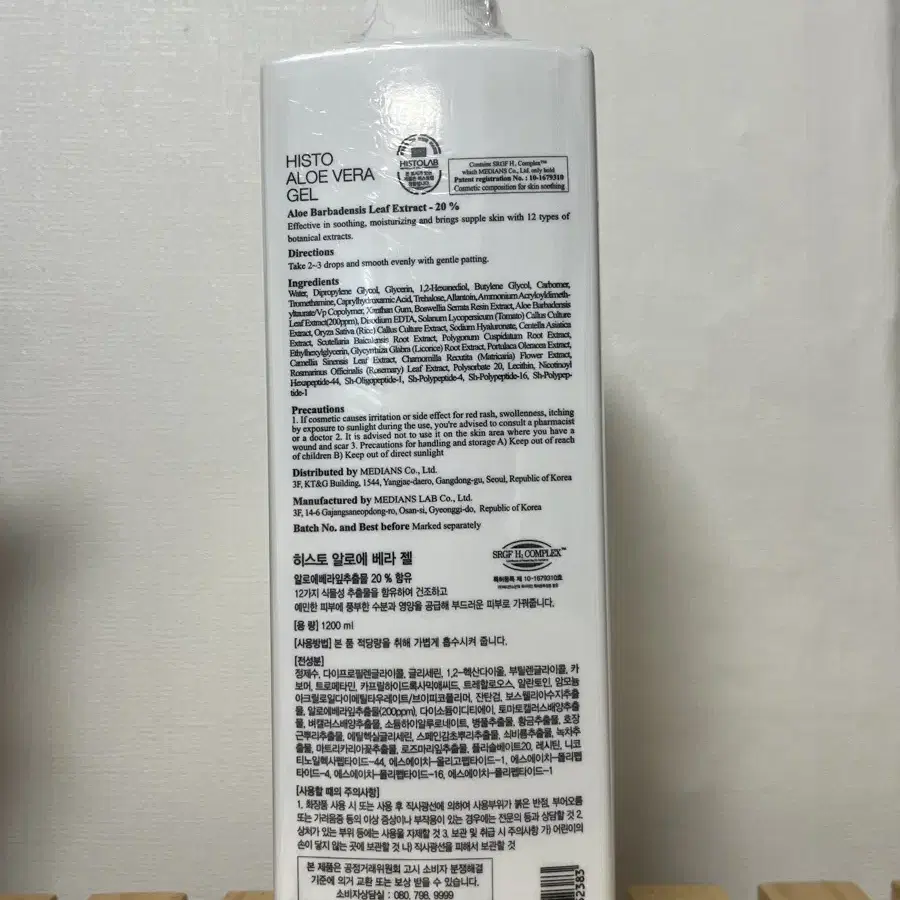 HISTO
ALOE VERA
GEL
HISTOLAB
Contains SRGF H₂ Complex™
which MEDIANS Co., Ltd. only hold
Patent registration No. : 10-1679310
Cosmetic composition for skin soothing
Aloe Barbadensis Leaf Extract - 20 %
Effective in soothing, moisturizing and brings supple skin with 12 types of
botanical extracts.
Directions
Take 2~3 drops and smooth evenly with gentle patting.
Ingredients
Water, Dipropylene Glycol, Glycerin, 1,2-Hexanediol, Butylene Glycol, Carbomer,
Tromethamine, Caprylhydroxamic Acid, Trehalose, Allantoin, Ammonium Acryloyldimeth-
yltaurate/Vp Copolymer, Xanthan Gum, Boswellia Serrata Resin Extract, Aloe Barbadensis
Leaf Extract(200ppm), Disodium EDTA, Solanum Lycopersicum (Tomato) Callus Culture
Extract, Oryza Sativa (Rice) Callus Culture Extract, Sodium Hyaluronate, Centella Asiatica
Extract, Scutellaria Baicalensis Root Extract, Polygonum Cuspidatum Root Extract,
Ethylhexylglycerin, Glycyrrhiza Glabra (Licorice) Root Extract, Portulaca Oleracea Extract,
Camellia Sinensis Leaf Extract, Chamomilla Recutita (Matricaria) Flower Extract,
Rosmarinus Officinalis (Rosemary) Leaf Extract, Polysorbate 20, Lecithin, Nicotinoyl
Hexapeptide-44, Sh-Oligopeptide-1, Sh-Polypeptide-4, Sh-Polypeptide-16, Sh-Polypep-
tide-1
Precautions
1. If cosmetic causes irritation or side effect for red rash, swollenness, itching
by exposure to sunlight during the use, you're advised to consult a pharmacist
or a doctor 2. It is advised not to use it on the skin area where you have a
wound and scar 3. Precautions for handling and storage A) Keep out of reach
of children B) Keep out of direct sunlight
Distributed by MEDIANS Co., Ltd.
3F, KT&G Building, 1544, Yangjae-daero, Gangdong-gu, Seoul, Republic of Korea
Manufactured by MEDIANS LAB Co., Ltd.
3F, 14-6 Gajangsaneopdong-ro, Osan-si, Gyeonggi-do, Republic of Korea
Batch No. and Best before Marked separately
히스토 알로에 베라 젤
SRGF H₂ COMPLEX™
특허등록 제 10-1679310호
알로에베라잎추출물 20 % 함유
12가지 식물성 추출물을 함유하여 건조하고
예민한 피부에 풍부한 수분과 영양을 공급해 부드러운 피부로 가꿔줍니다.
[용 량] 1200 ml
[사용방법] 본 품 적당량을 취해 가볍게 흡수시켜 줍니다.
[전성분]
정제수, 다이프로필렌글라이콜, 글리세린, 1,2-헥산다이올, 부틸렌글라이콜, 카
보머, 트로메타민, 카프릴하이드록사믹애씨드, 트레할로오스, 알란토인, 암모늄
아크릴로일다이메틸타우레이트/브이피코폴리머, 잔탄검, 보스웰리아수지추출
물, 알로에베라잎추출물(200ppm), 다이소듐이디티에이, 토마토캘러스배양추출
물, 벼캘러스배양추출물, 소듐하이알루로네이트, 병풀추출물, 황금추출물, 호장
근뿌리추출물, 에틸헥실글리세린, 스페인감초뿌리추출물, 쇠비름추출물, 녹차추
출물, 마트리카리아꽃추출물, 로즈마리잎추출물, 폴리솔베이트20, 레시틴, 니코
티노일헥사펩타이드-44, 에스에이치-올리고펩타이드-1, 에스에이치-폴리펩
타이드-4, 에스에이치-폴리펩타이드-16, 에스에이치-폴리펩타이드-1
[사용할 때의 주의사항]
1. 화장품 사용 시 또는 사용 후 직사광선에 의하여 사용부위가 붉은 반점, 부어오름
또는 가려움증 등의 이상 증상이나 부작용이 있는 경우에는 전문의 등과 상담할 것 2.
상처가 있는 부위 등에는 사용을 자제할 것 3. 보관 및 취급 시 주의사항 가) 어린이의
손이 닿지 않는 곳에 보관할 것 나) 직사광선을 피해서 보관할 것
본 제품은 공정거래위원회 고시 소비자 분쟁해결
기준에 의거 교환 또는 보상 받을 수 있습니다.
소비자상담실 : 080. 798. 9999